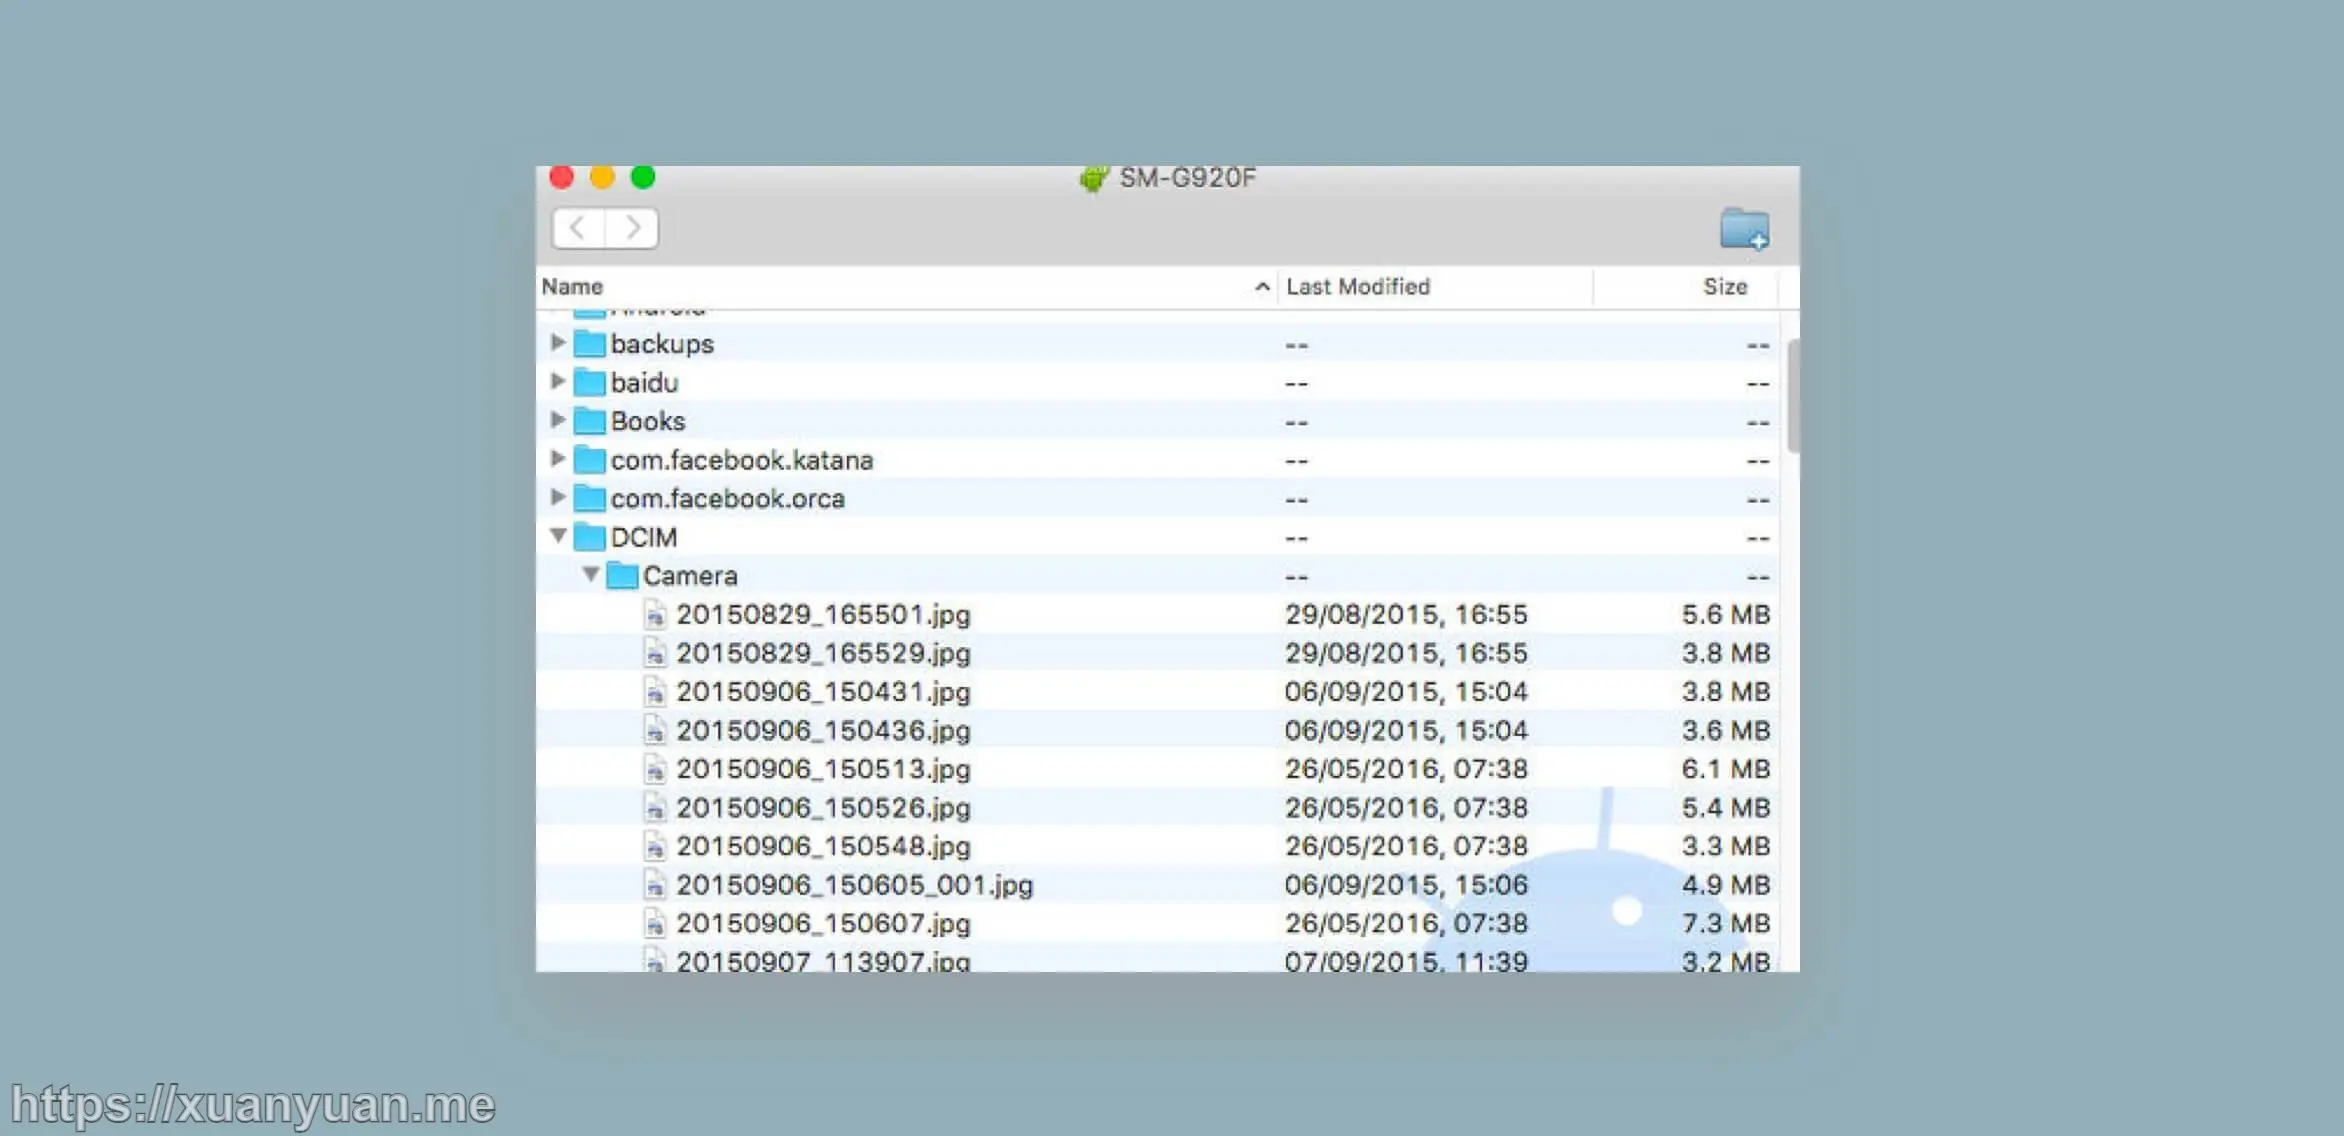 SM-G920F
Name Last Modified Size
Android
backups -- --
baidu -- --
Books -- --
com.facebook.katana -- --
com.facebook.orca -- --
DCIM -- --
Camera -- --
20150829_165501.jpg 29/08/2015, 16:55 5.6 MB
20150829_165529.jpg 29/08/2015, 16:55 3.8 MB
20150906_150431.jpg 06/09/2015, 15:04 3.8 MB
20150906_150436.jpg 06/09/2015, 15:04 3.6 MB
20150906_150513.jpg 26/05/2016, 07:38 6.1 MB
20150906_150526.jpg 26/05/2016, 07:38 5.4 MB
20150906_150548.jpg 26/05/2016, 07:38 3.3 MB
20150906_150605_001.jpg 06/09/2015, 15:06 4.9 MB
20150906_150607.jpg 26/05/2016, 07:38 7.3 MB
20150907_113907.jpg 07/09/2015, 11:39 3.2 MB
https://xuanyuan.me